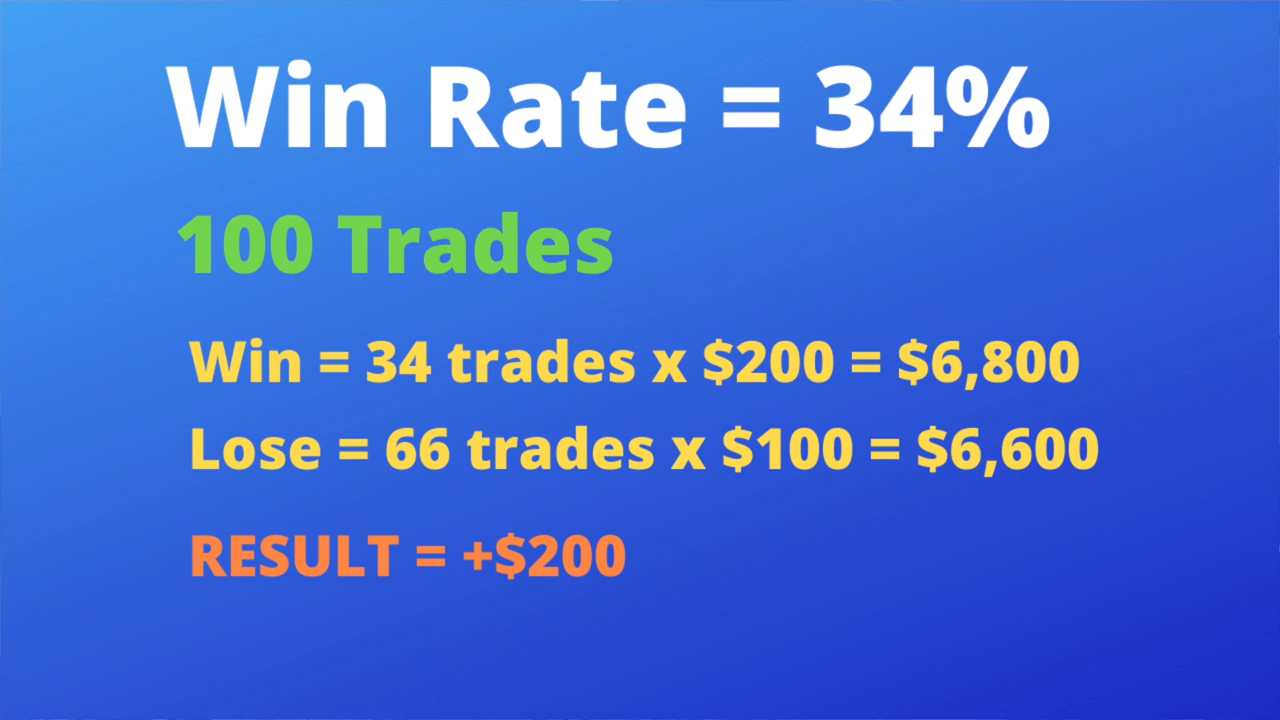 Win Rate = 34%
100 Trades
Win = 34 trades x $200 = $6,800
Lose = 66 trades x $100 = $6,600
RESULT = +$200